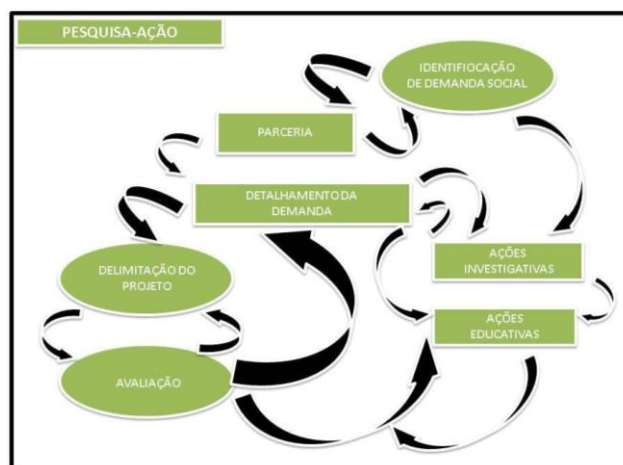 PESQUISA-AÇÃO
IDENTIFIOCAÇÃO
DE DEMANDA SOCIAL
PARCERIA
DETALHAMENTO DA
DEMANDA
AÇÕES
INVESTIGATIVAS
DELIMITAÇÃO DO
PROJETO
AÇÕES
EDUCATIVAS
AVALIAÇÃO